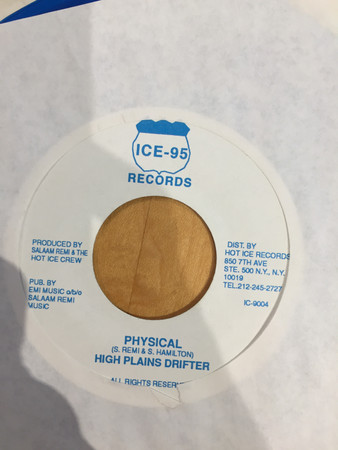 ICE-95
RECORDS
PRODUCED BY
SALAAM REMI & THE
HOT ICE CREW
PUB. BY
EMI MUSIC a/b/o
SALAAM REMI
MUSIC
DIST. BY
HOT ICE RECORDS
850 7TH AVE
STE. 500 N.Y., N.Y.
10019
TEL.212-245-2727
IC-9004
PHYSICAL
(S. REMI & S. HAMILTON)
HIGH PLAINS DRIFTER
ALL RIGHTS